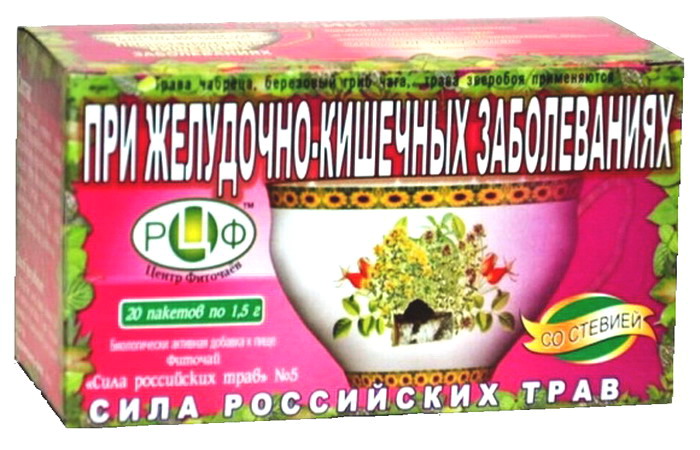 трава чабреца, березовый гриб чага, трава зверобоя применяются
ПРИ ЖЕЛУДОЧНО-КИШЕЧНЫХ ЗАБОЛЕВАНИЯХ
РЦФ™
Центр Фиточаев
20 пакетов по 1,5 г
Биологически активная добавка к пище
Фиточай
«Сила российских трав» №5
СО СТЕВИЕЙ
СИЛА РОССИЙСКИХ ТРАВ